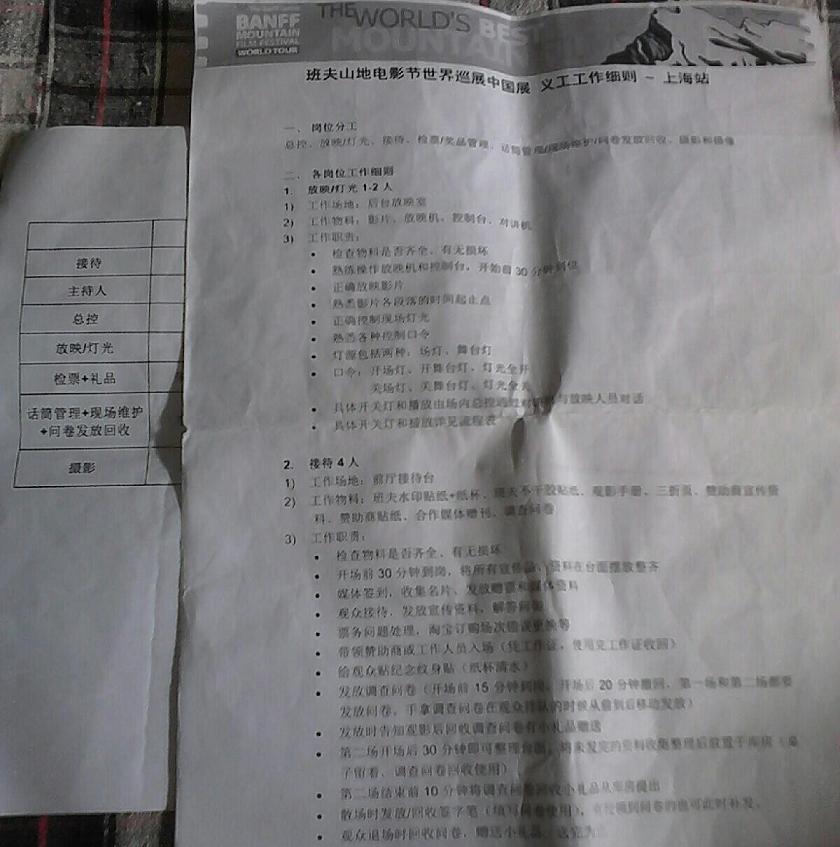 BANFF
MOUNTAIN
FILM FESTIVAL
WORLD TOUR
THE WORLD'S BEST
MOUNTAIN
班夫山地电影节世界巡展中国展 义工工作细则 - 上海站
一、岗位分工
总控、放映/灯光、接待、检票/奖品管理、话筒管理/现场维护/问卷发放回收、摄影和摄像
二、各岗位工作细则
1. 放映/灯光 1-2 人
1) 工作场地：后台放映室
2) 工作物料：影片、放映机、控制台、对讲机
3) 工作职责：
• 检查物料是否齐全、有无损坏
• 熟练操作放映机和控制台，开始前 30 分钟到位
• 正确放映影片
• 熟悉影片各段落的时间起止点
• 正确控制现场灯光
• 熟悉各种控制口令
• 灯源包括两种：场灯、舞台灯
• 口令：开场灯、开舞台灯、灯光全开
关场灯、关舞台灯、灯光全关
• 具体开关灯和播放由场内总控通过对讲机与放映人员对话
• 具体开关灯和播放详见流程表
2. 接待 4 人
1) 工作场地：前厅接待台
2) 工作物料：班夫水印贴纸+纸杯、班夫不干胶贴纸、观影手册、三折页、赞助商宣传资
料、赞助商贴纸、合作媒体赠刊、调查问卷
3) 工作职责：
• 检查物料是否齐全、有无损坏
• 开场前 30 分钟到岗，将所有宣传品、资料在台面摆放整齐
• 媒体签到，收集名片、发放赠票和媒体资料
• 观众接待，发放宣传资料，解答问题
• 票务问题处理，淘宝订购场次错误更换等
• 带领赞助商或工作人员入场（凭工作证，使用完工作证收回）
• 给观众贴纪念纹身贴（纸杯清水）
• 发放调查问卷（开场前 15 分钟到岗，开场后 20 分钟撤回，第一场和第二场都要
发放问卷，手拿调查问卷在观众排队的时候从前到后移动发放）
• 发放时告知观影后回收调查问卷有小礼品赠送
• 第二场开场后 30 分钟即可整理台面，将未发完的资料收集整理后放置于库房（桌
子留着，调查问卷回收使用）
• 第二场结束前 10 分钟将调查问卷回收小礼品从库房提出
• 散场时发放/回收签字笔（填写问卷使用），没领到问卷的也可此时补发。
• 观众退场时回收问卷，赠送小礼品，送完为止
接待
主持人
总控
放映/灯光
检票+礼品
话筒管理+现场维护
+问卷发放回收
摄影